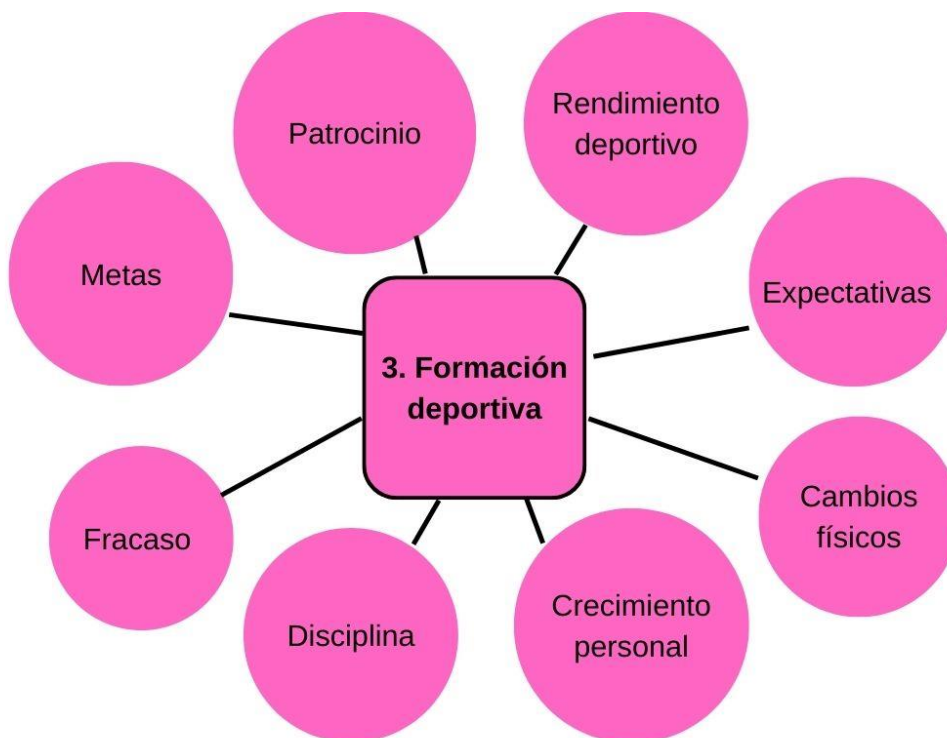 Patrocinio
Rendimiento
deportivo
Metas
Expectativas
3. Formación
deportiva
Cambios
físicos
Fracaso
Disciplina
Crecimiento
personal